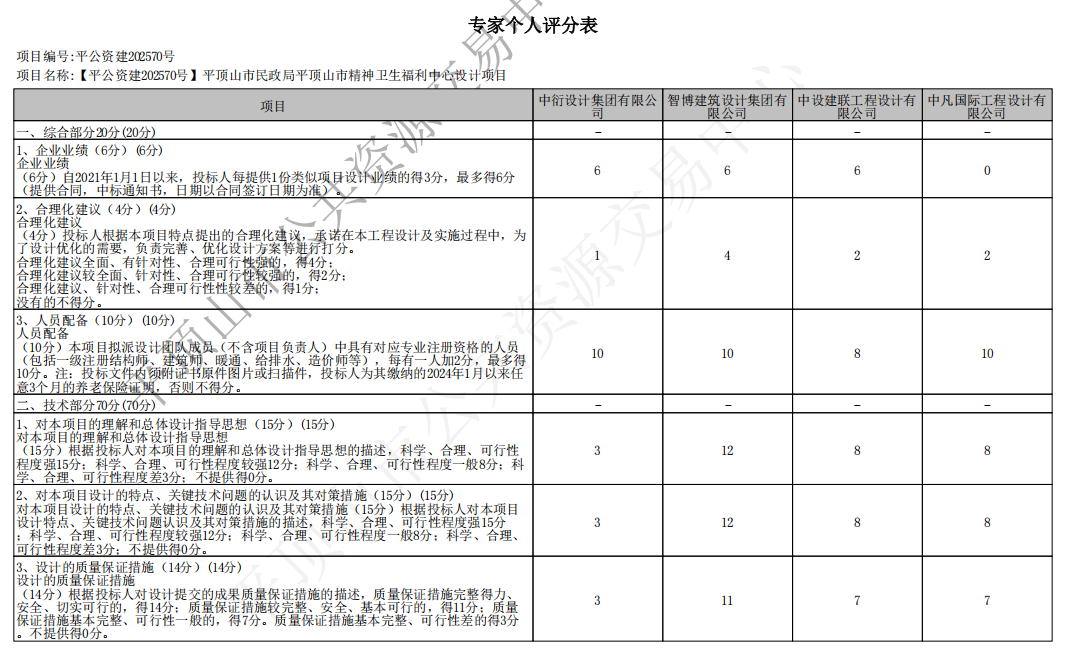 专家个人评分表
项目编号:平公资建202570号
项目名称:【平公资建202570号】平顶山市民政局平顶山市精神卫生福利中心设计项目
项目 中衍设计集团有限公司 智博建筑设计集团有限公司 中设建联工程设计有限公司 中凡国际工程设计有限公司
一、综合部分20分(20分) - - - -
1、企业业绩（6分）(6分)
企业业绩
（6分）自2021年1月1日以来，投标人每提供1份类似项目设计业绩的得3分，最多得6分
（提供合同，中标通知书，日期以合同签订日期为准）。
6 6 6 0
2、合理化建议（4分）(4分)
合理化建议
（4分）投标人根据本项目特点提出的合理化建议，承诺在本工程设计及实施过程中，为
了设计优化的需要，负责完善、优化设计方案等进行打分。
合理化建议全面、有针对性、合理可行性强的，得4分；
合理化建议较全面、针对性、合理可行性较强的，得2分；
合理化建议、针对性、合理可行性性较差的，得1分；
没有的不得分。
1 4 2 2
3、人员配备（10分）(10分)
人员配备
（10分）本项目拟派设计团队成员（不含项目负责人）中具有对应专业注册资格的人员
（包括一级注册结构师、建筑师、暖通、给排水、造价师等），每有一人加2分，最多得
10分。注：投标文件内须附证书原件图片或扫描件，投标人为其缴纳的2024年1月以来任
意3个月的养老保险证明，否则不得分。
10 10 8 10
二、技术部分70分(70分) - - - -
1、对本项目的理解和总体设计指导思想（15分）(15分)
对本项目的理解和总体设计指导思想
（15分）根据投标人对本项目的理解和总体设计指导思想的描述，科学、合理、可行性
程度强15分；科学、合理、可行性程度较强12分；科学、合理、可行性程度一般8分；科
学、合理、可行性程度差3分；不提供得0分。
3 12 8 8
2、对本项目设计的特点、关键技术问题的认识及其对策措施（15分）(15分)
对本项目设计的特点、关键技术问题的认识及其对策措施（15分）根据投标人对本项目
设计特点、关键技术问题认识及其对策措施的描述，科学、合理、可行性程度强15分
；科学、合理、可行性程度较强12分；科学、合理、可行性程度一般8分；科学、合理、
可行性程度差3分；不提供得0分。
3 12 8 8
3、设计的质量保证措施（14分）(14分)
设计的质量保证措施
（14分）根据投标人对设计提交的成果质量保证措施的描述，质量保证措施完整得力、
安全、切实可行的，得14分；质量保证措施较完整、安全、基本可行的，得11分；质量
保证措施基本完整、可行性一般的，得7分。质量保证措施基本完整、可行性差的得3分
。不提供得0分。
3 11 7 7
平顶山市公共资源交易中
平顶山市公共资源交易中心